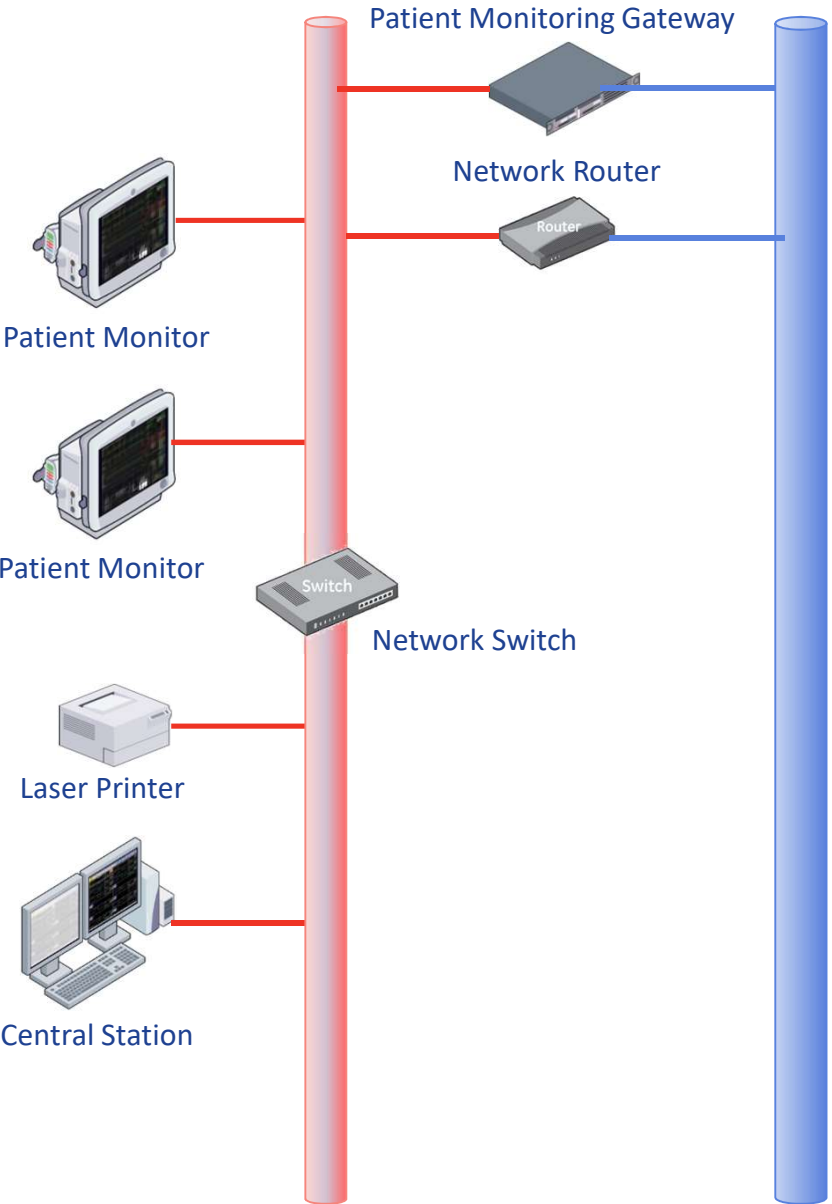 Patient Monitoring Gateway
Network Router
Router
Patient Monitor
Patient Monitor
Switch
Network Switch
Laser Printer
Central Station